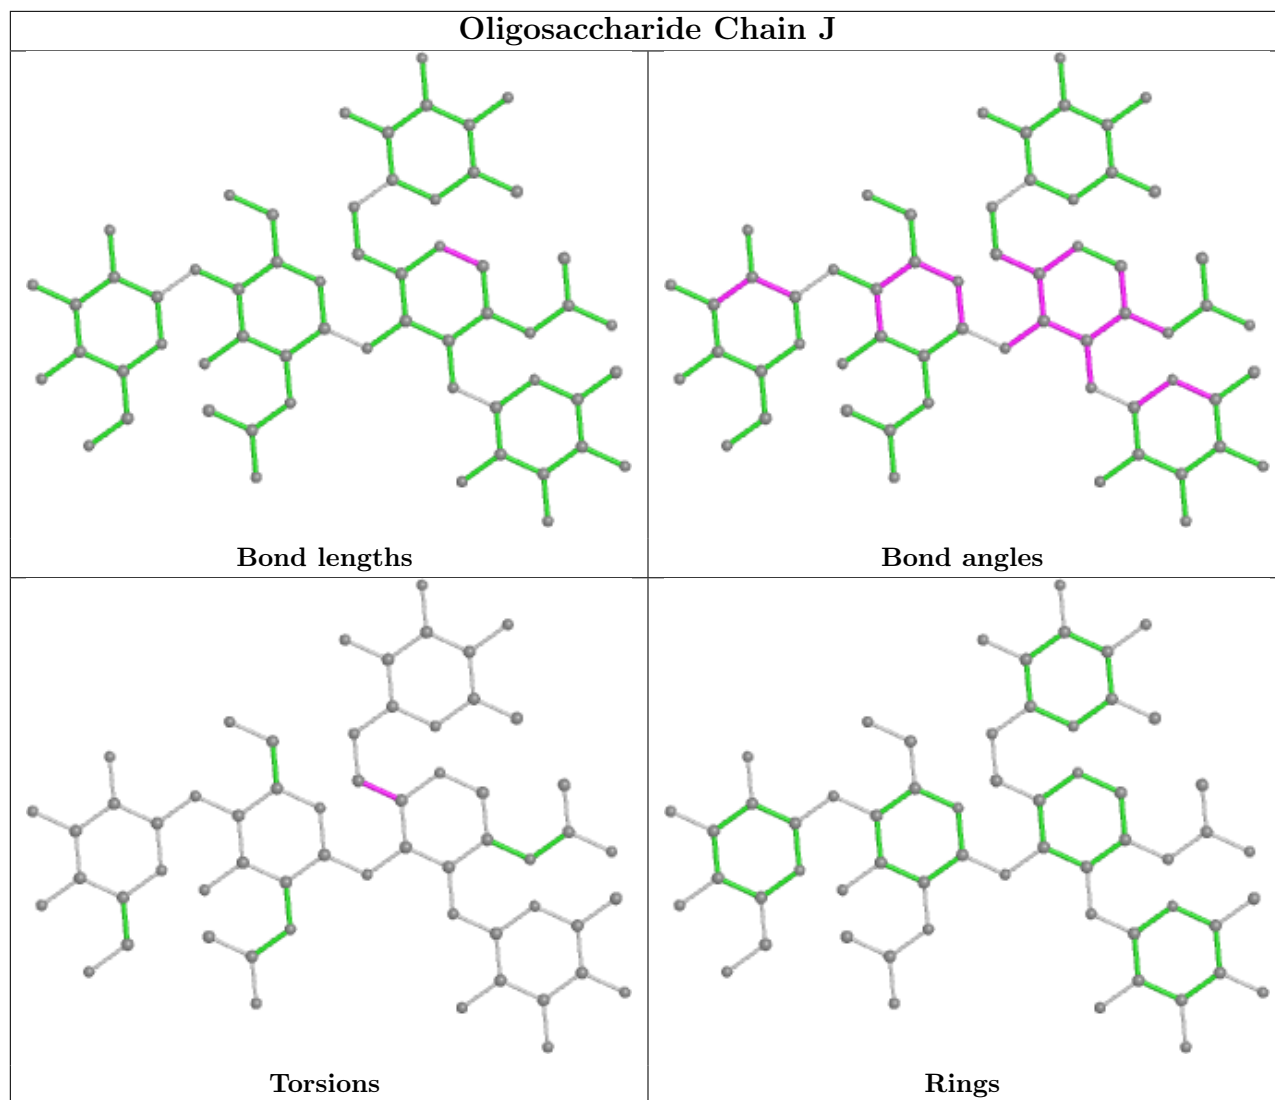 Oligosaccharide Chain J
Bond lengths
Bond angles
Torsions
Rings